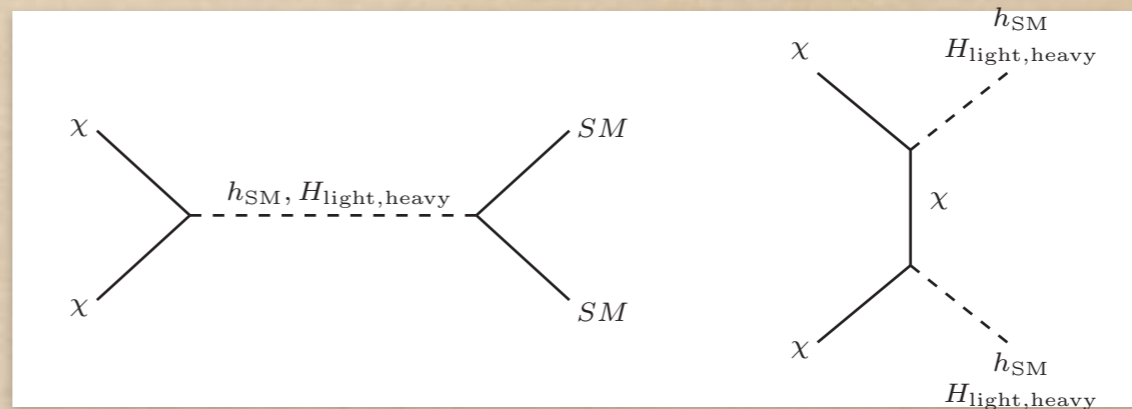 χ
SM
h_SM, H_light,heavy
χ
SM
h_SM
H_light,heavy
χ
χ
χ
h_SM
H_light,heavy